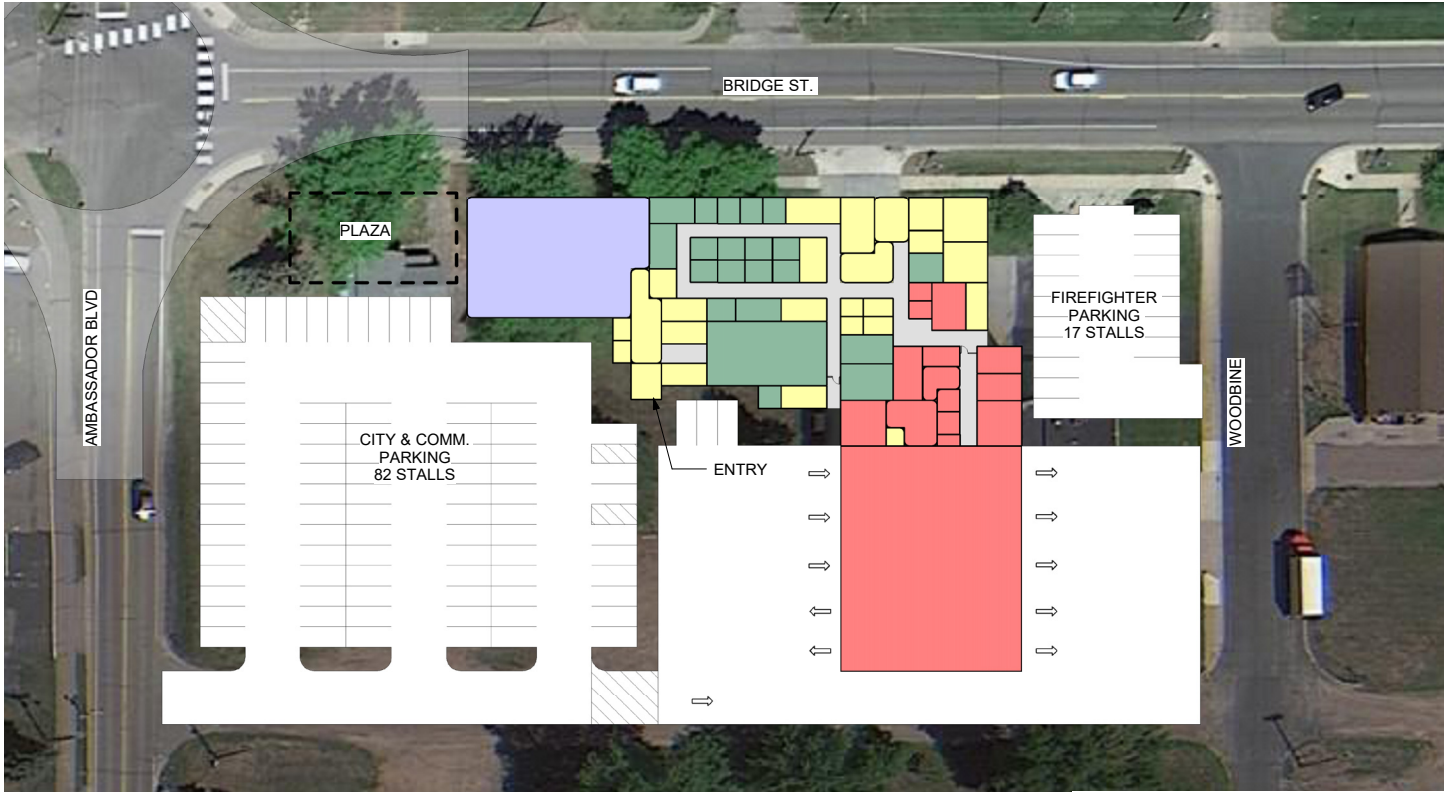 BRIDGE ST.
PLAZA
AMBASSADOR BLVD
FIREFIGHTER
PARKING
17 STALLS
WOODBINE
CITY & COMM.
PARKING
82 STALLS
ENTRY